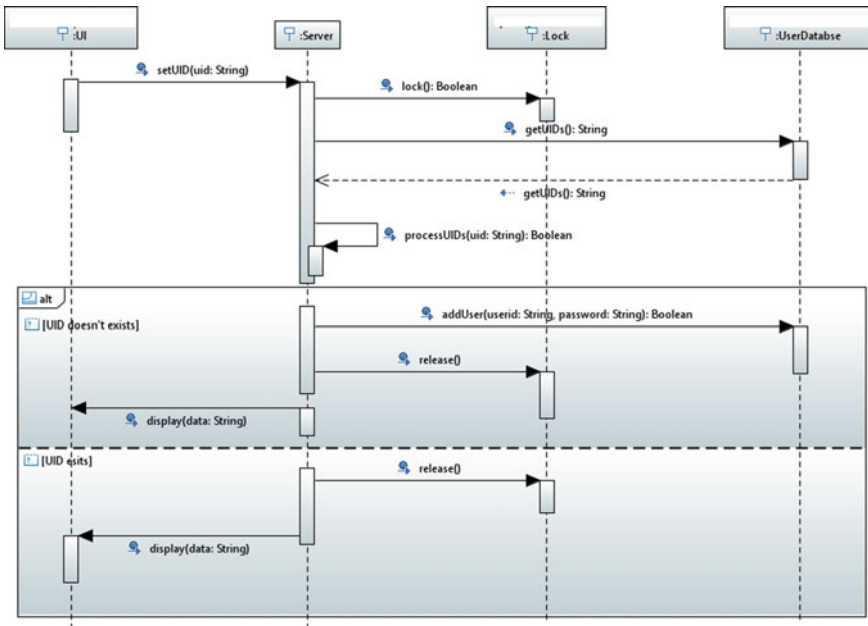 :UI
:Server
:Lock
:UserDatabse
setUID(uid: String)
lock(): Boolean
getUIDs(): String
getUIDs(): String
processUIDs(uid: String): Boolean
alt
[UID doesn't exists]
addUser(userid: String, password: String): Boolean
release()
display(data: String)
[UID esits]
release()
display(data: String)